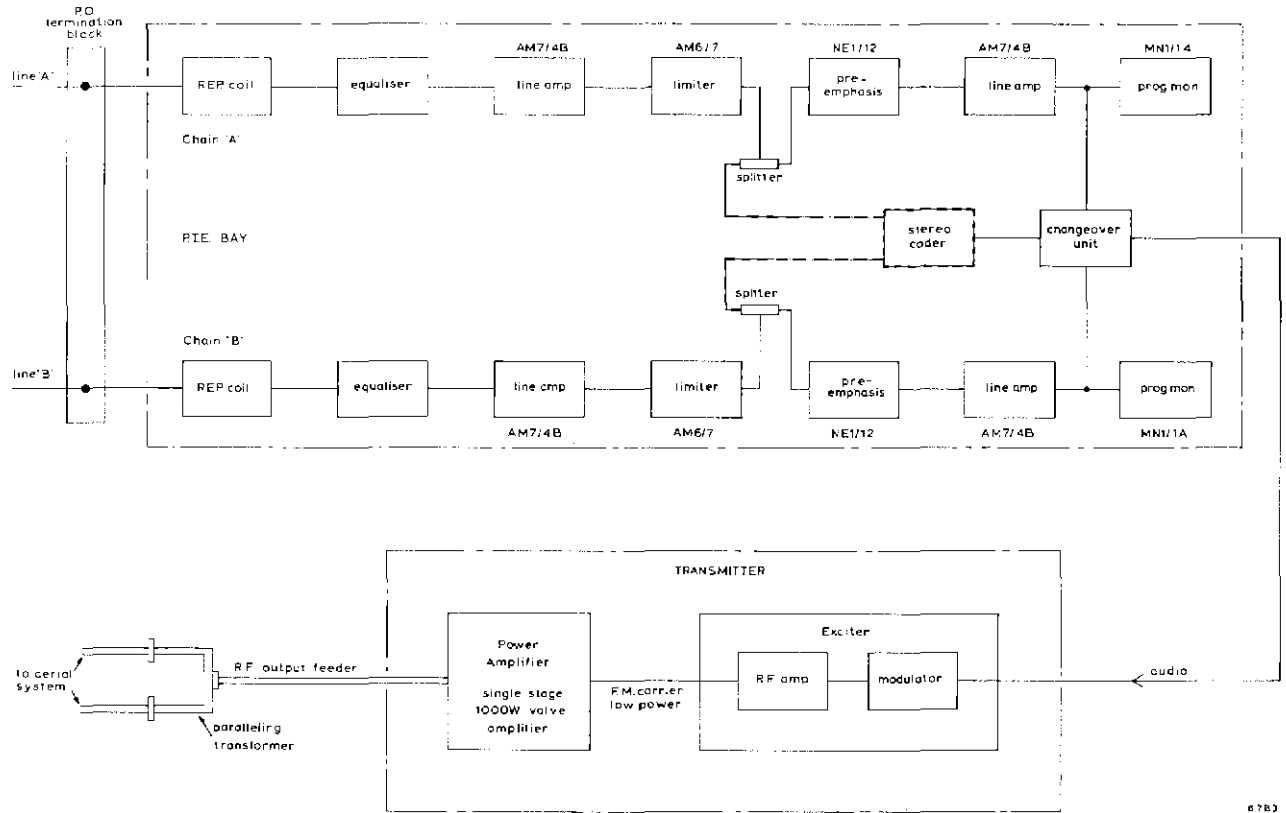 P.O
termination
block
AM7/4B
AM6/7
NE1/12
AM7/4B
MN1/14
line 'A'
REP. coil
equaliser
line amp
limiter
pre-
emphasis
line amp
prog mon
Chain 'A'
splitter
P.I.E. BAY
stereo
coder
changeover
unit
splitter
Chain 'B'
line 'B'
REP coil
equaliser
line amp
limiter
pre-
emphasis
line amp
prog mon
AM7/4B
AM6/7
NE1/12
AM7/4B
MN1/1A
TRANSMITTER
Exciter
Power
Amplifier
single stage
1000W valve
amplifier
RF amp
modulator
F.M. carrier
low power
audio
R.F. output feeder
to aerial
system
paralleling
transformer
6783